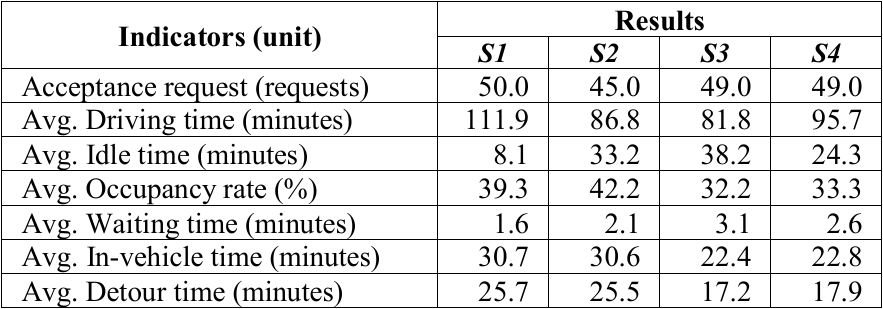 Indicators (unit) Results
S1 S2 S3 S4
Acceptance request (requests) 50.0 45.0 49.0 49.0
Avg. Driving time (minutes) 111.9 86.8 81.8 95.7
Avg. Idle time (minutes) 8.1 33.2 38.2 24.3
Avg. Occupancy rate (%) 39.3 42.2 32.2 33.3
Avg. Waiting time (minutes) 1.6 2.1 3.1 2.6
Avg. In-vehicle time (minutes) 30.7 30.6 22.4 22.8
Avg. Detour time (minutes) 25.7 25.5 17.2 17.9